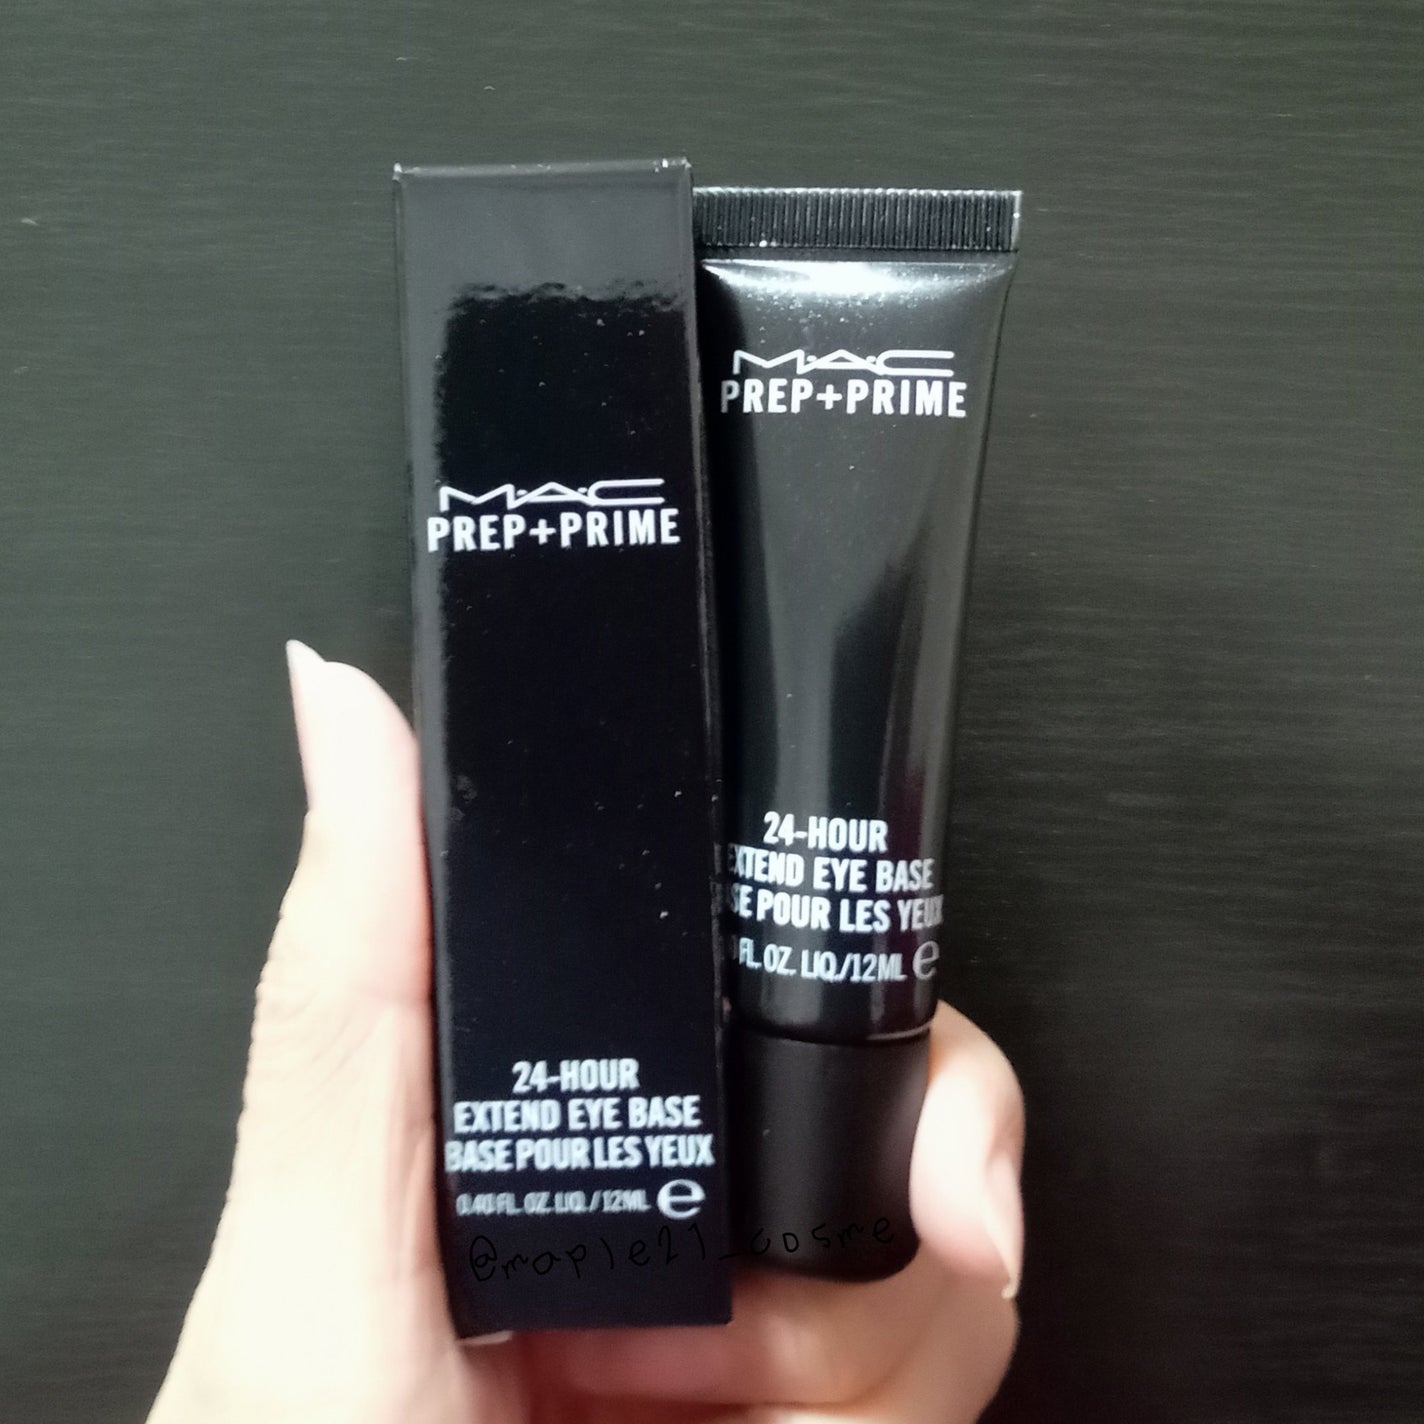 M·A·C
PREP+PRIME
24-HOUR
EXTEND EYE BASE
BASE POUR LES YEUX
0.40 FL. OZ. LIQ./12ML e
M·A·C
PREP+PRIME
24-HOUR
EXTEND EYE BASE
SE POUR LES YEUX
FL. OZ. LIQ./12ML e
@maple21_cosme